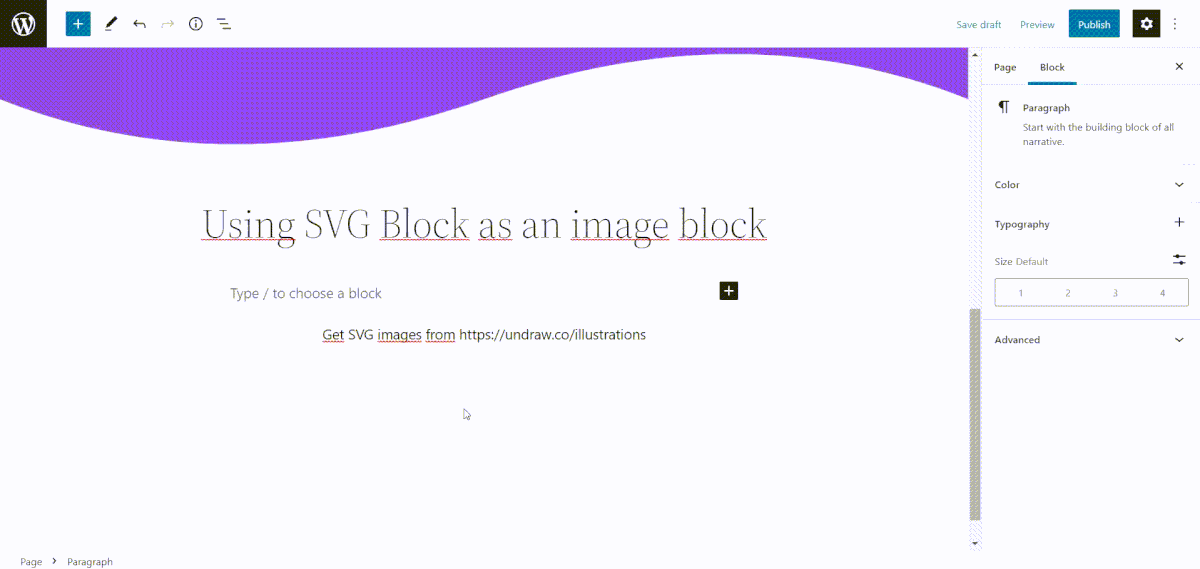 Save draft Preview Publish
Page Block
Paragraph
Start with the building block of all
narrative.
Color
Using SVG Block as an image block
Typography
Size Default
Type / to choose a block
1 2 3 4
Get SVG images from https://undraw.co/illustrations
Advanced
Page > Paragraph